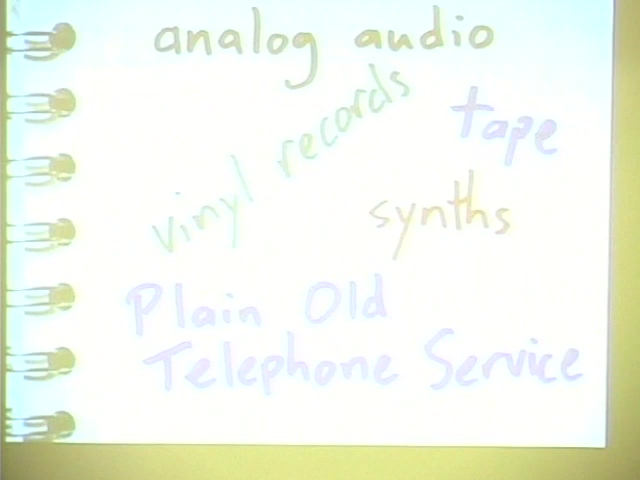 analog audio
vinyl records
tape
synths
Plain Old
Telephone Service